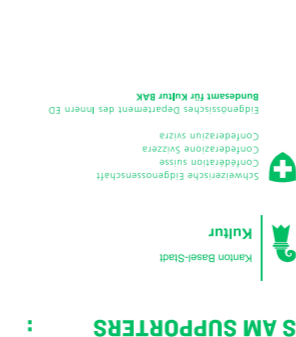 S AM SUPPORTERS :
Kanton Basel-Stadt
Kultur
Schweizerische Eidgenossenschaft
Confédération suisse
Confederazione Svizzera
Confederaziun svizra
Eidgenössisches Departement des Innern ED
Bundesamt für Kultur BAK